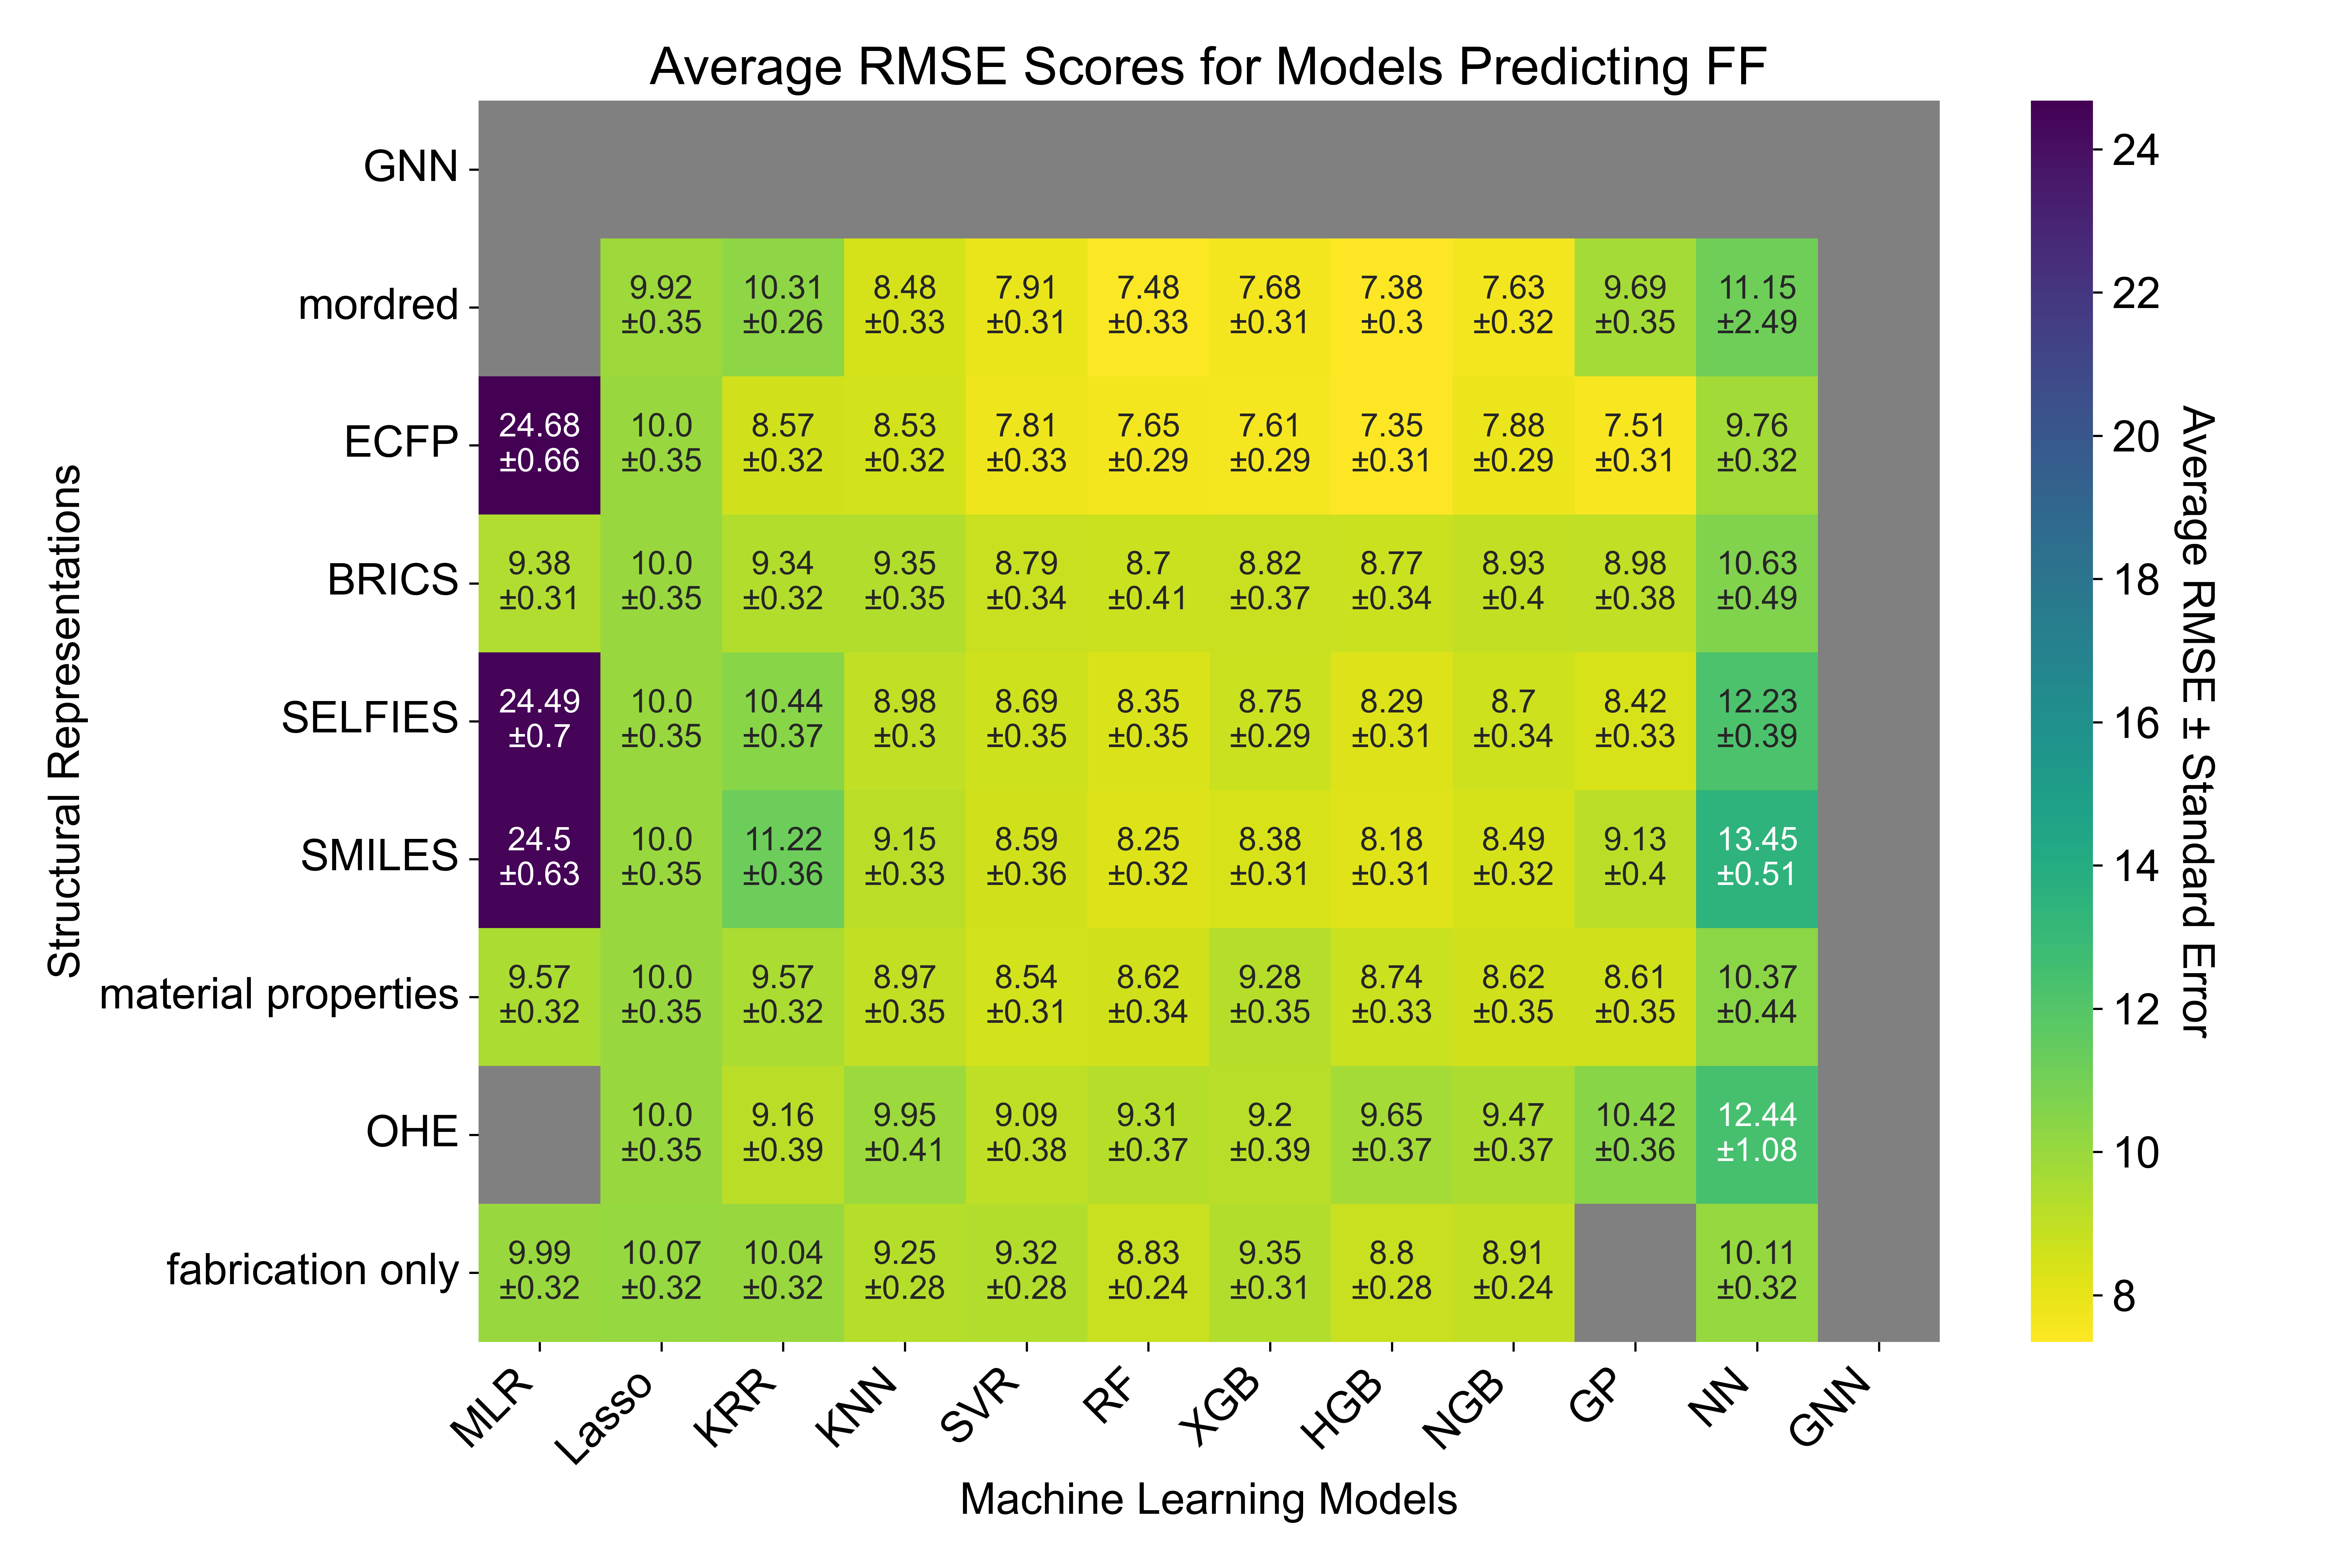 Average RMSE Scores for Models Predicting FF
Structural Representations
GNN
mordred
9.92 10.31 8.48 7.91 7.48 7.68 7.38 7.63 9.69 11.15
±0.35 ±0.26 ±0.33 ±0.31 ±0.33 ±0.31 ±0.3 ±0.32 ±0.35 ±2.49
ECFP
24.68 10.0 8.57 8.53 7.81 7.65 7.61 7.35 7.88 7.51 9.76
±0.66 ±0.35 ±0.32 ±0.32 ±0.33 ±0.29 ±0.29 ±0.31 ±0.29 ±0.31 ±0.32
BRICS
9.38 10.0 9.34 9.35 8.79 8.7 8.82 8.77 8.93 8.98 10.63
±0.31 ±0.35 ±0.32 ±0.35 ±0.34 ±0.41 ±0.37 ±0.34 ±0.4 ±0.38 ±0.49
SELFIES
24.49 10.0 10.44 8.98 8.69 8.35 8.75 8.29 8.7 8.42 12.23
±0.7 ±0.35 ±0.37 ±0.3 ±0.35 ±0.35 ±0.29 ±0.31 ±0.34 ±0.33 ±0.39
SMILES
24.5 10.0 11.22 9.15 8.59 8.25 8.38 8.18 8.49 9.13 13.45
±0.63 ±0.35 ±0.36 ±0.33 ±0.36 ±0.32 ±0.31 ±0.31 ±0.32 ±0.4 ±0.51
material properties
9.57 10.0 9.57 8.97 8.54 8.62 9.28 8.74 8.62 8.61 10.37
±0.32 ±0.35 ±0.32 ±0.35 ±0.31 ±0.34 ±0.35 ±0.33 ±0.35 ±0.35 ±0.44
OHE
10.0 9.16 9.95 9.09 9.31 9.2 9.65 9.47 10.42 12.44
±0.35 ±0.39 ±0.41 ±0.38 ±0.37 ±0.39 ±0.37 ±0.37 ±0.36 ±1.08
fabrication only
9.99 10.07 10.04 9.25 9.32 8.83 9.35 8.8 8.91 10.11
±0.32 ±0.32 ±0.32 ±0.28 ±0.28 ±0.24 ±0.31 ±0.28 ±0.24 ±0.32
MLR Lasso KRR KNN SVR RF XGB HGB NGB GP NN GNN
Machine Learning Models
24
22
20
18
16
14
12
10
8
Average RMSE ± Standard Error